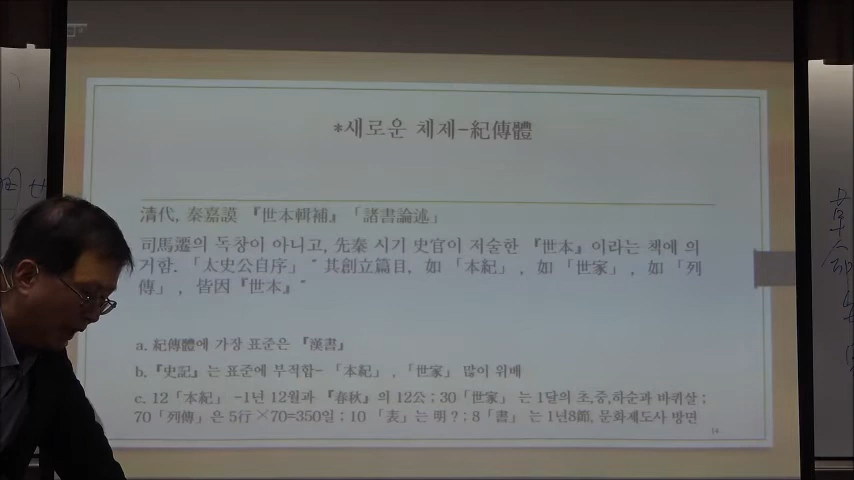 *새로운 체제-紀傳體
清代, 秦嘉謨 『世本輯補』 「諸書論述」
司馬遷의 독창이 아니고, 先秦 시기 史官이 저술한 『世本』이라는 책에 의
거함. 「太史公自序」 "其創立篇目, 如 「本紀」, 如 「世家」, 如 「列
傳」, 皆因『世本』"
a. 紀傳體에 가장 표준은 『漢書』
b.『史記』는 표준에 부적함- 「本紀」, 「世家」 많이 위배
c. 12「本紀」-1년 12월과 『春秋』의 12公; 30「世家」는 1달의 초,중,하순과 바퀴살;
70「列傳」은 5行×70=350일; 10「表」는 明?; 8「書」는 1년8節, 문화제도사 방면
14